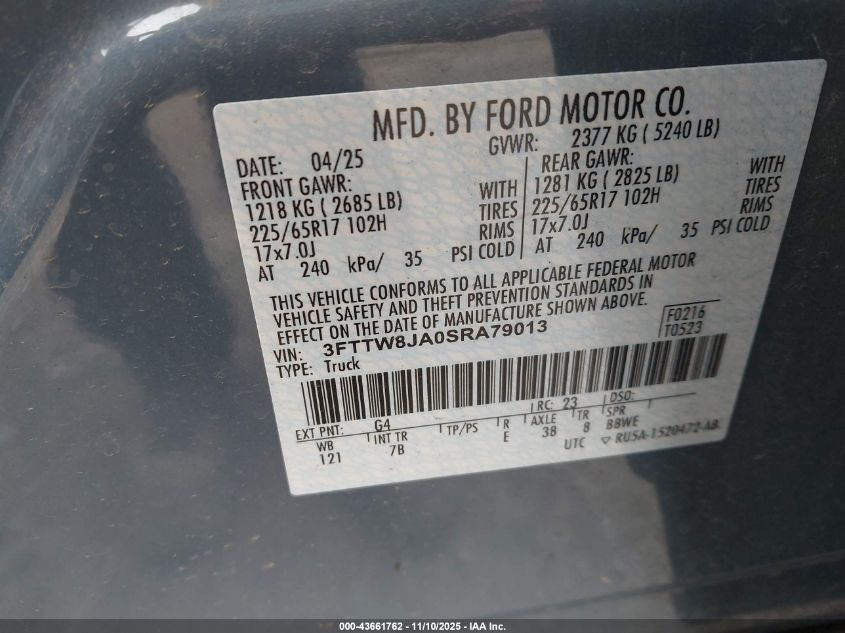 MFD. BY FORD MOTOR CO.
DATE: 04/25 GVWR: 2377 KG ( 5240 LB)
FRONT GAWR: REAR GAWR:
1218 KG ( 2685 LB) WITH 1281 KG ( 2825 LB) WITH
225/65R17 102H TIRES 225/65R17 102H TIRES
17x7.0J RIMS 17x7.0J RIMS
AT 240 kPa/ 35 PSI COLD AT 240 kPa/ 35 PSI COLD
THIS VEHICLE CONFORMS TO ALL APPLICABLE FEDERAL MOTOR
VEHICLE SAFETY AND THEFT PREVENTION STANDARDS IN
EFFECT ON THE DATE OF MANUFACTURE SHOWN ABOVE.
VIN: 3FTTW8JA0SRA79013 F0216
TYPE: Truck T0523
EXT PNT: G4 RC: 23 DSO:
WB INT TR TP/PS R AXLE TR SPR
121 7B E 38 8 BBWE
UTC RU5A-1520472-AB
000-43661762 - 11/10/2025 - IAA Inc.